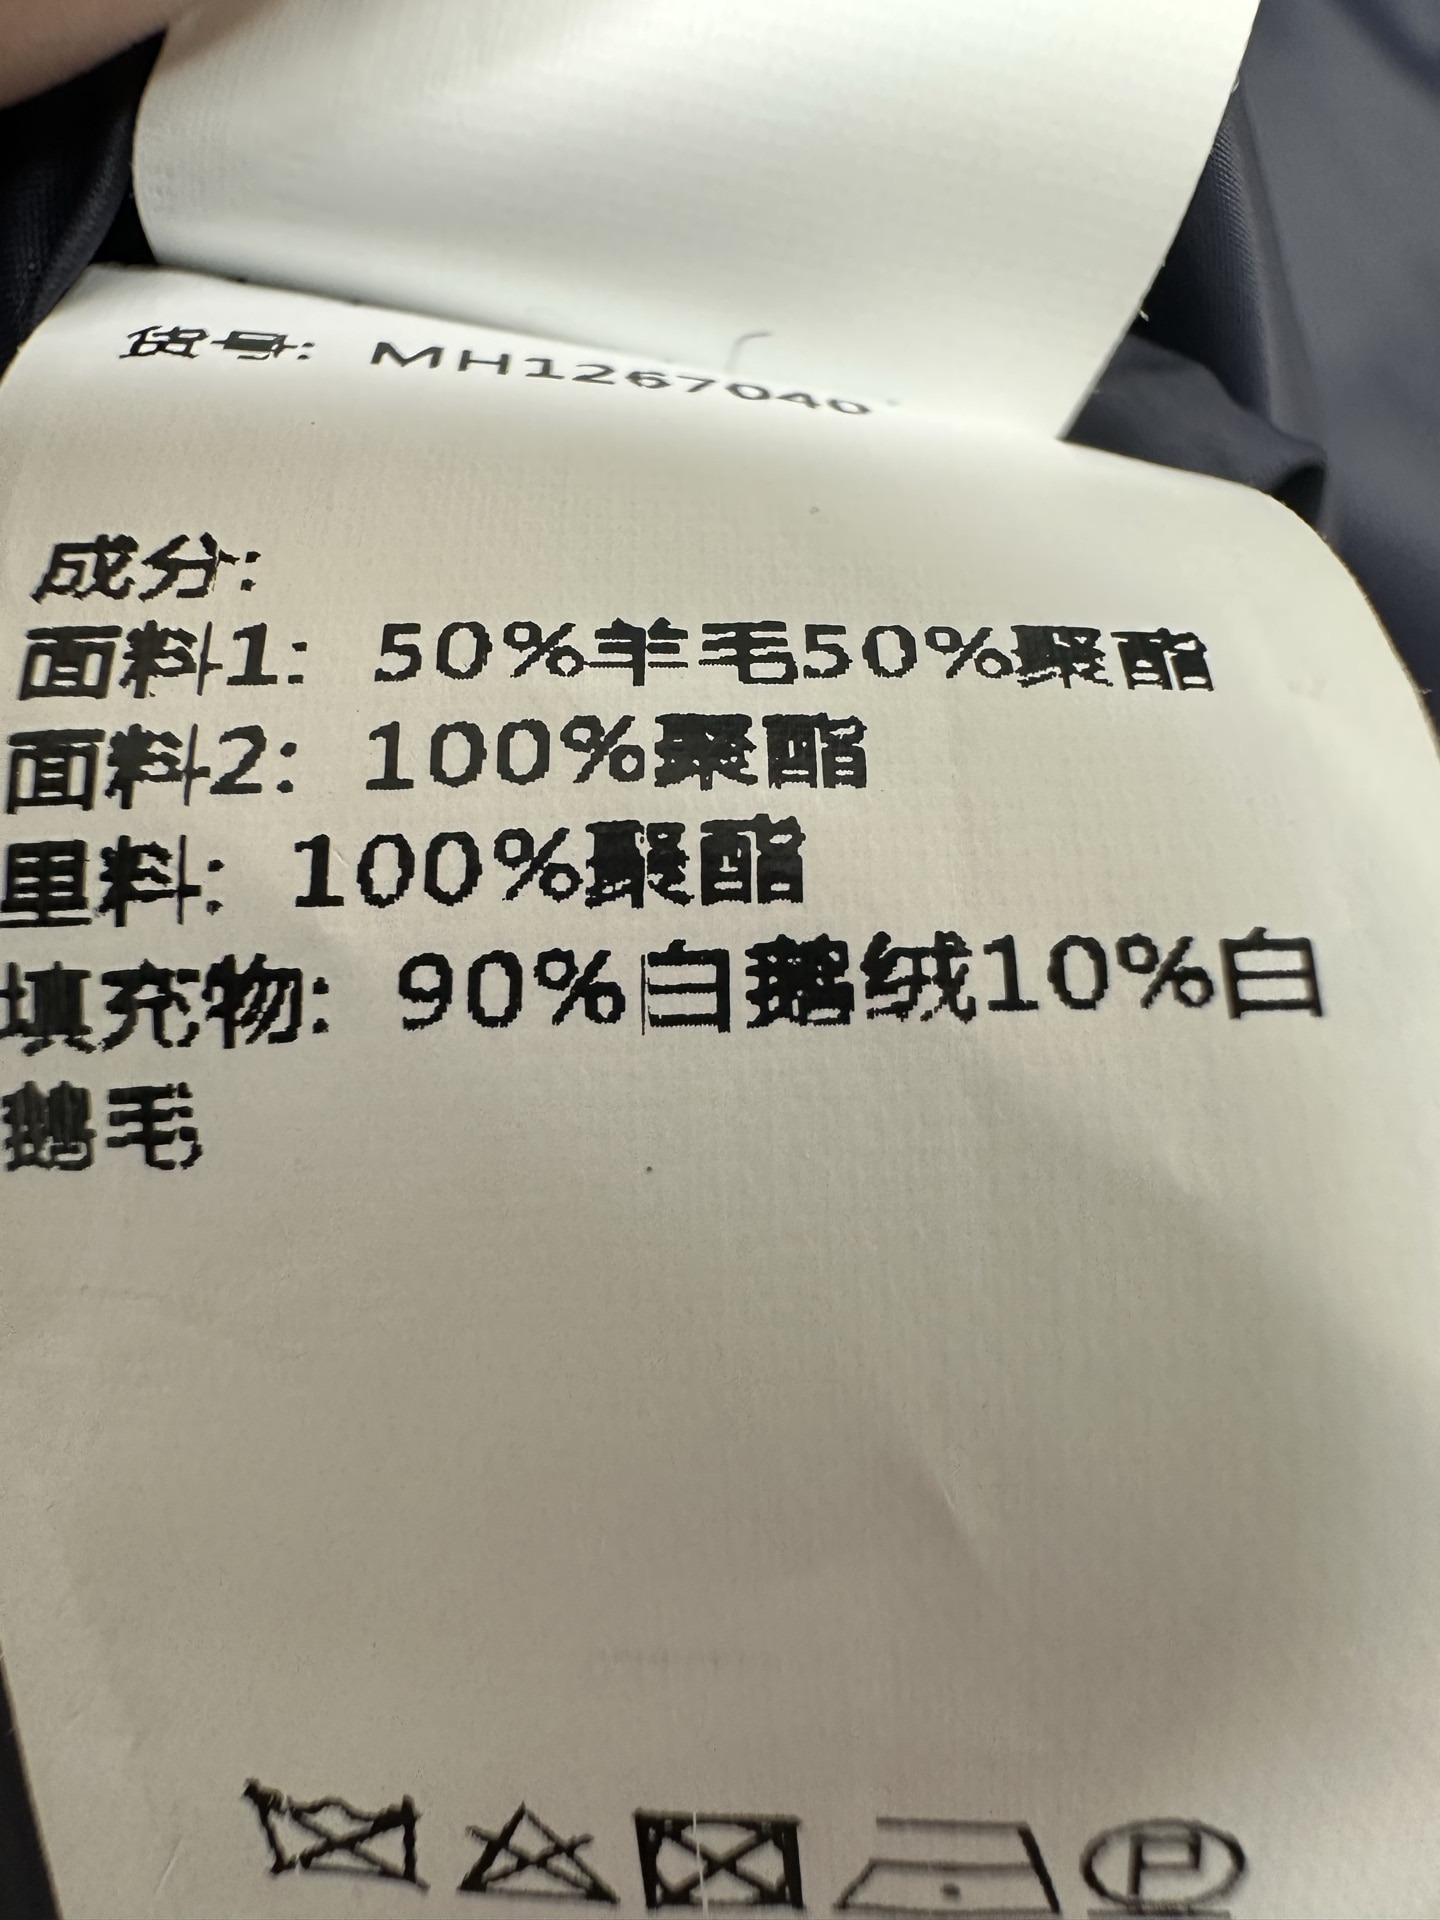 货号: MH1267040
成分:
面料1: 50%羊毛50%聚酯
面料2: 100%聚酯
里料: 100%聚酯
填充物: 90%白鹅绒10%白
鹅毛
P